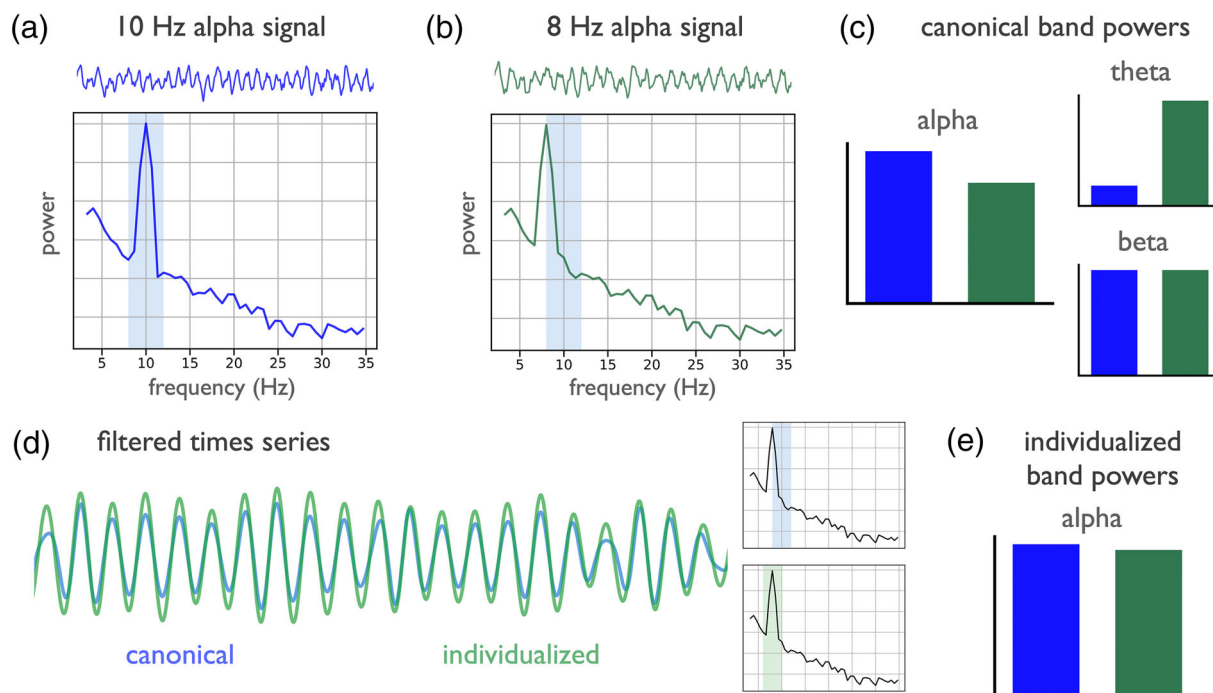 (a) 10 Hz alpha signal
power
5 10 15 20 25 30 35
frequency (Hz)
(b) 8 Hz alpha signal
power
5 10 15 20 25 30 35
frequency (Hz)
(c) canonical band powers
alpha
theta
beta
(d) filtered times series
canonical
individualized
(e) individualized
band powers
alpha